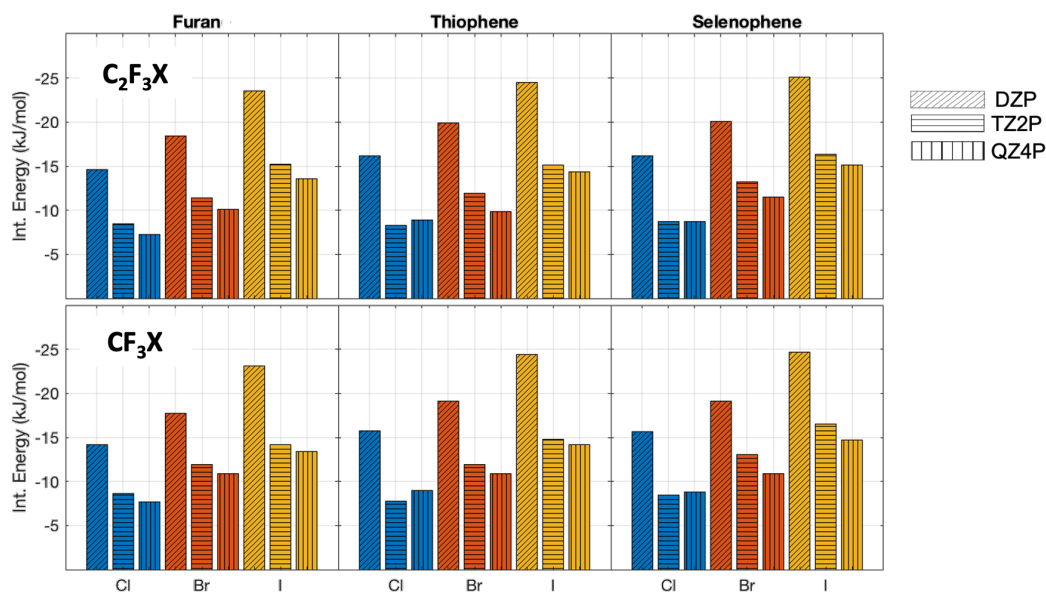 Furan Thiophene Selenophene
C₂F₃X
Int. Energy (kJ/mol)
-25
-20
-15
-10
-5
DZP
TZ2P
QZ4P
CF₃X
Int. Energy (kJ/mol)
-25
-20
-15
-10
-5
Cl Br I Cl Br I Cl Br I